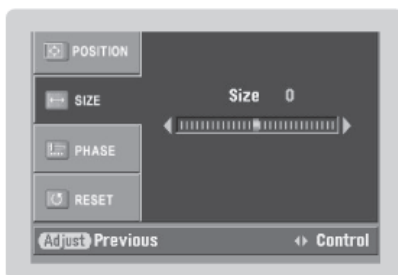 POSITION
SIZE
Size 0
PHASE
RESET
Adjust Previous
Control